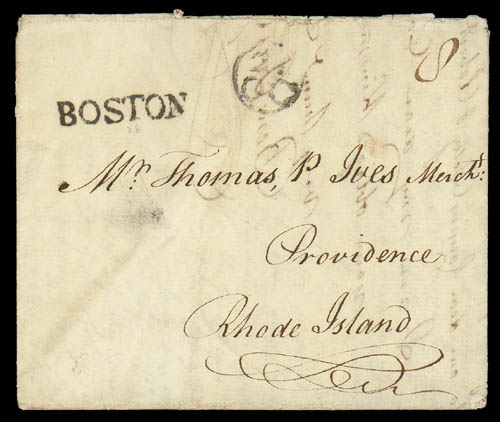 8
BOSTON
Mr. Thomas, P. Ives Mercht:
Providence
Rhode Island